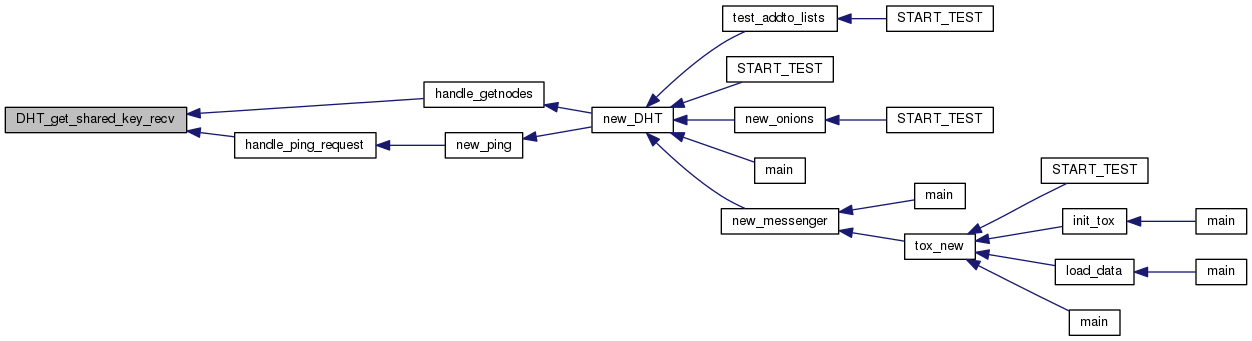 test_addto_lists
START_TEST
START_TEST
handle_getnodes
DHT_get_shared_key_recv
new_DHT
new_onions
START_TEST
handle_ping_request
new_ping
main
START_TEST
main
new_messenger
init_tox
main
tox_new
load_data
main
main